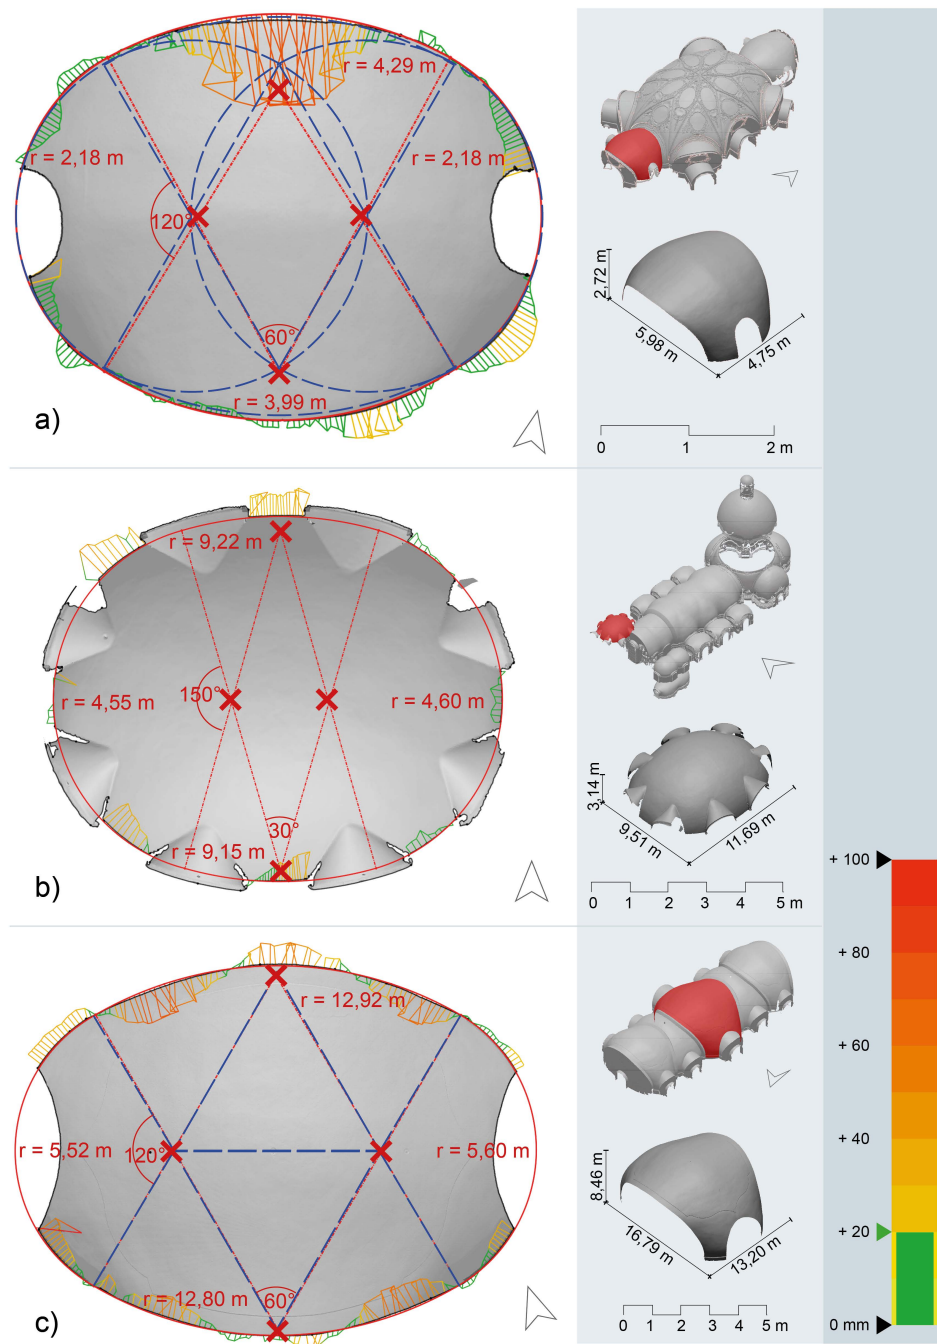 r = 4,29 m
r = 2,18 m
r = 2,18 m
120°
60°
r = 3,99 m
a)
2,72 m
5,98 m
4,75 m
0 1 2 m
r = 9,22 m
150°
r = 4,55 m
r = 4,60 m
30°
r = 9,15 m
b)
3,14 m
9,51 m
11,69 m
0 1 2 3 4 5 m
r = 12,92 m
r = 5,52 m
120°
r = 5,60 m
r = 12,80 m
60°
c)
8,46 m
16,79 m
13,20 m
0 1 2 3 4 5 m
+ 100
+ 80
+ 60
+ 40
+ 20
0 mm